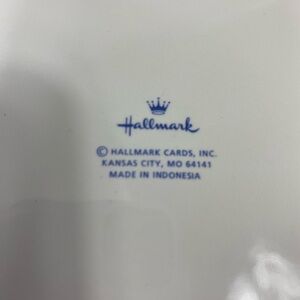 Hallmark
© HALLMARK CARDS, INC.
KANSAS CITY, MO 64141
MADE IN INDONESIA